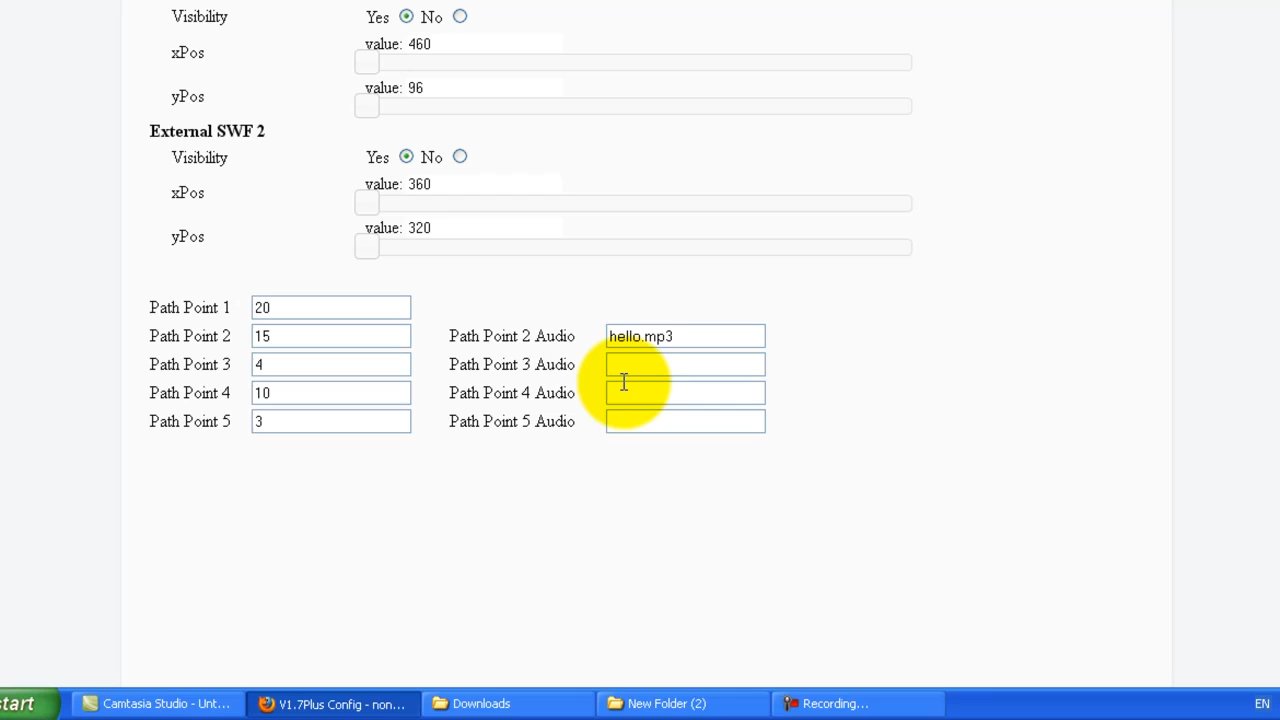 Visibility Yes No
xPos value: 460
yPos value: 96
External SWF 2
Visibility Yes No
xPos value: 360
yPos value: 320
Path Point 1 20
Path Point 2 15 Path Point 2 Audio hello.mp3
Path Point 3 4 Path Point 3 Audio
Path Point 4 10 Path Point 4 Audio
Path Point 5 3 Path Point 5 Audio
start Camtasia Studio - Unt... V1.7Plus Config - non... Downloads New Folder (2) Recording... EN